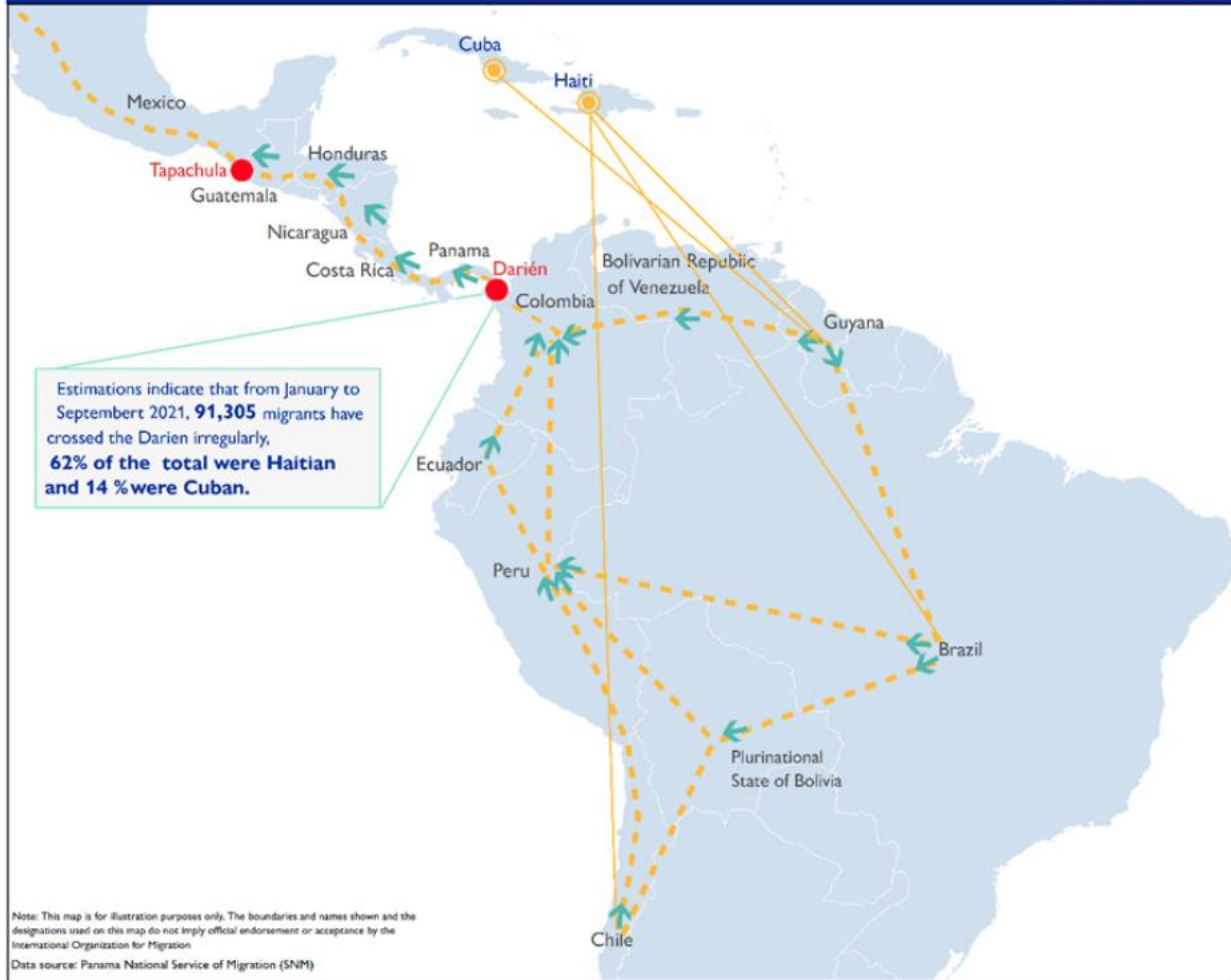 Cuba
Haiti
Mexico
Honduras
Tapachula
Guatemala
Nicaragua
Panama
Costa Rica
Darién
Colombia
Bolivarian Republic
of Venezuela
Guyana
Estimations indicate that from January to
Septembert 2021, 91,305 migrants have
crossed the Darien irregularly,
62% of the total were Haitian
and 14 % were Cuban.
Ecuador
Peru
Brazil
Plurinational
State of Bolivia
Chile
Note: This map is for illustration purposes only. The boundaries and names shown and the
designations used on this map do not imply official endorsement or acceptance by the
International Organization for Migration
Data source: Panama National Service of Migration (SNM)